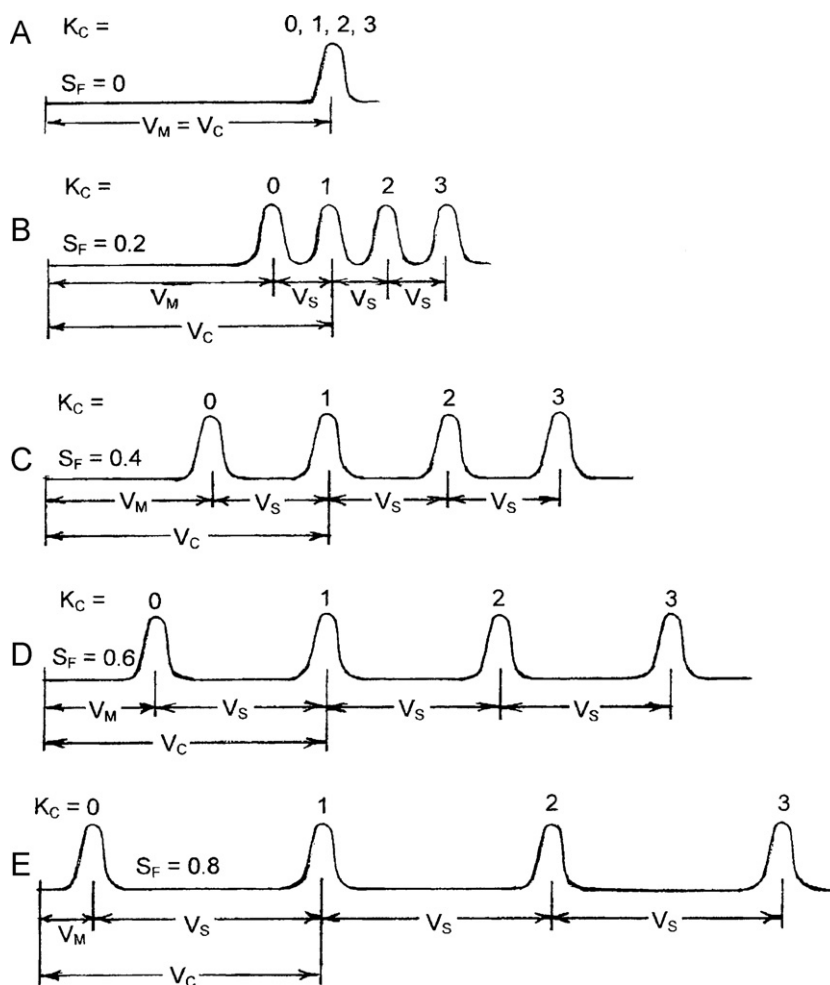 A
K_C = 0, 1, 2, 3
S_F = 0
V_M = V_C
B
K_C = 0 1 2 3
S_F = 0.2
V_M V_S V_S V_S
V_C
C
K_C = 0 1 2 3
S_F = 0.4
V_M V_S V_S V_S
V_C
D
K_C = 0 1 2 3
S_F = 0.6
V_M V_S V_S V_S
V_C
E
K_C = 0 1 2 3
S_F = 0.8
V_M V_S V_S V_S
V_C